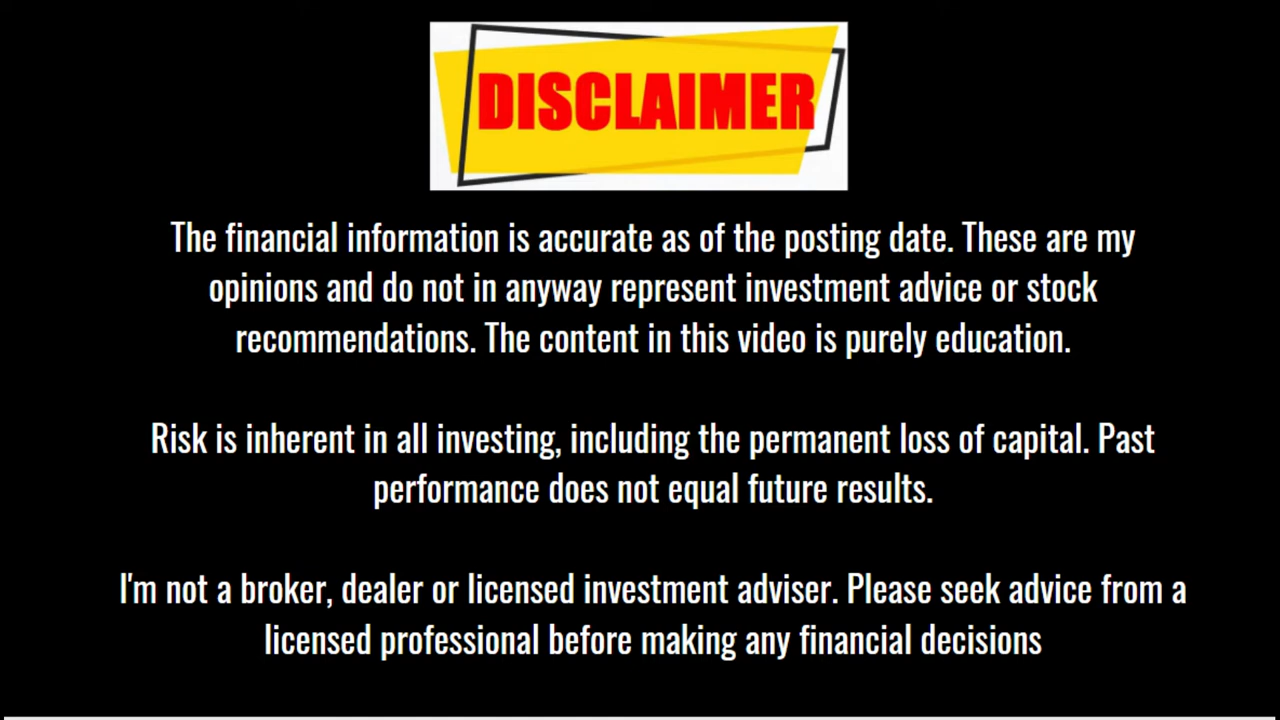 DISCLAIMER
The financial information is accurate as of the posting date. These are my
opinions and do not in anyway represent investment advice or stock
recommendations. The content in this video is purely education.
Risk is inherent in all investing, including the permanent loss of capital. Past
performance does not equal future results.
I'm not a broker, dealer or licensed investment adviser. Please seek advice from a
licensed professional before making any financial decisions